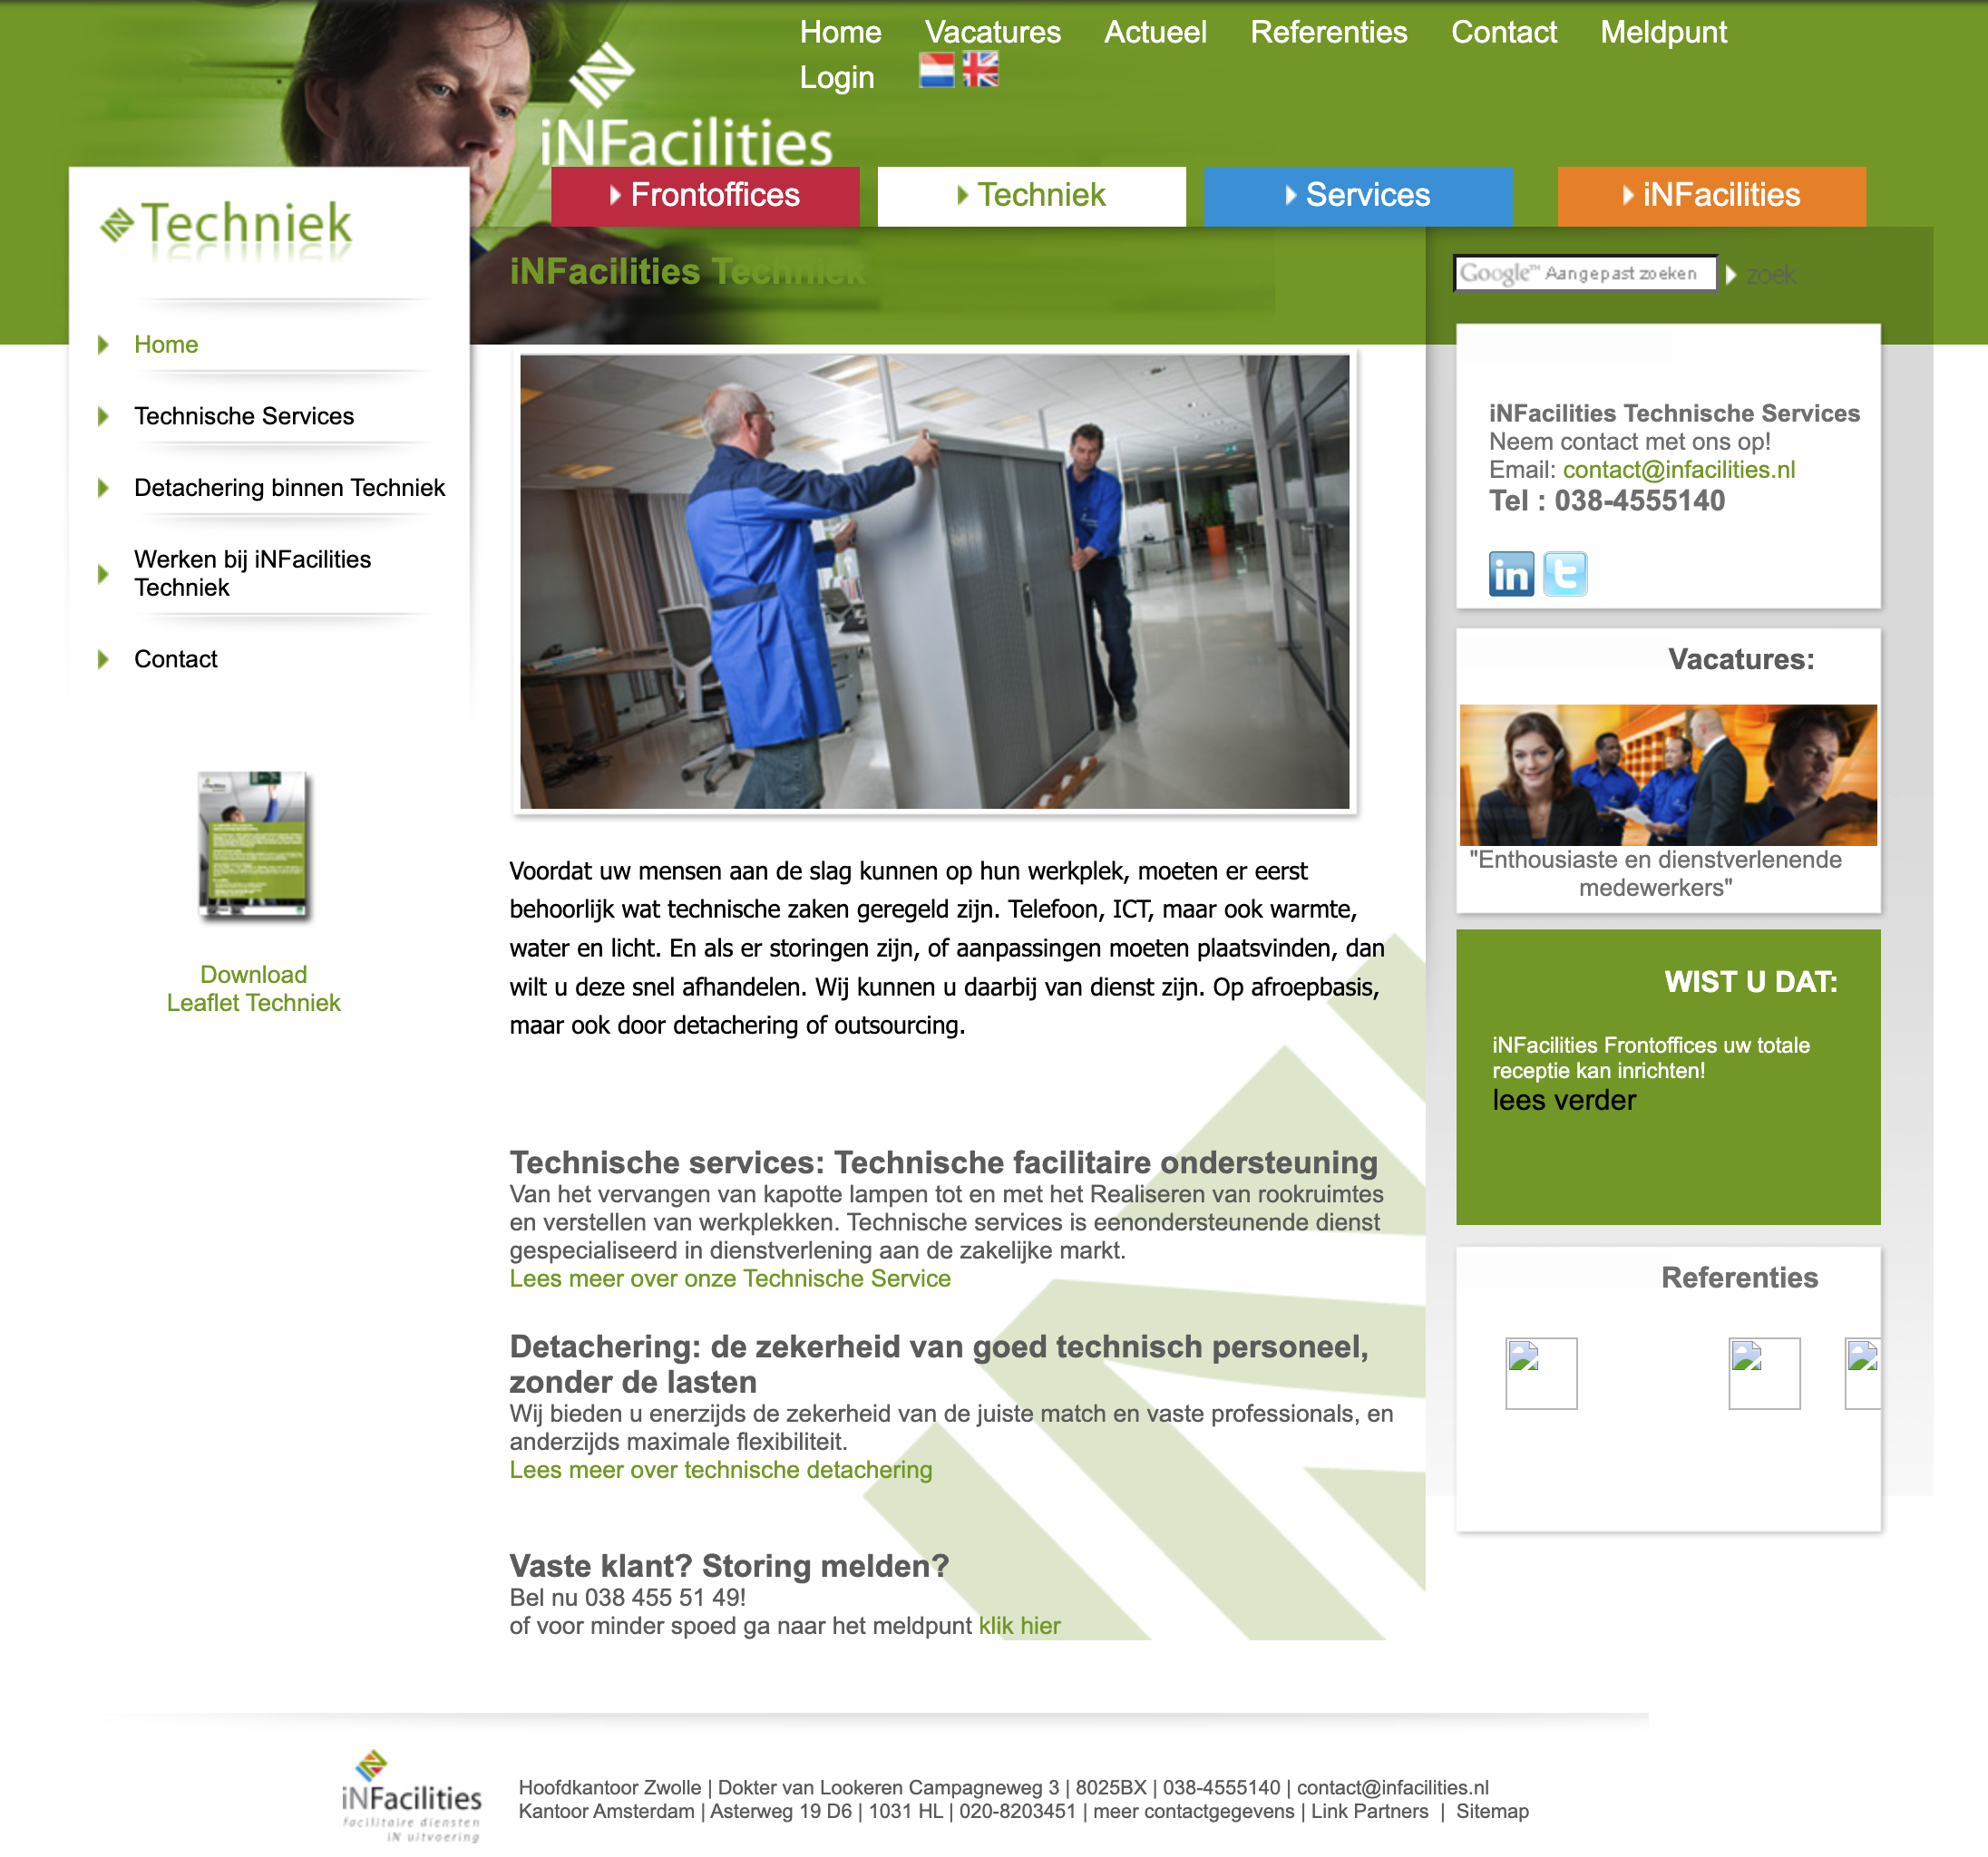 Home Vacatures Actueel Referenties Contact Meldpunt
Login
iNFacilities
Frontoffices
Techniek
Services
iNFacilities
Techniek
Home
Technische Services
Detachering binnen Techniek
Werken bij iNFacilities
Techniek
Contact
Download
Leaflet Techniek
iNFacilities Techniek
Voordat uw mensen aan de slag kunnen op hun werkplek, moeten er eerst
behoorlijk wat technische zaken geregeld zijn. Telefoon, ICT, maar ook warmte,
water en licht. En als er storingen zijn, of aanpassingen moeten plaatsvinden, dan
wilt u deze snel afhandelen. Wij kunnen u daarbij van dienst zijn. Op afroepbasis,
maar ook door detachering of outsourcing.
Technische services: Technische facilitaire ondersteuning
Van het vervangen van kapotte lampen tot en met het Realiseren van rookruimtes
en verstellen van werkplekken. Technische services is eenondersteunende dienst
gespecialiseerd in dienstverlening aan de zakelijke markt.
Lees meer over onze Technische Service
Detachering: de zekerheid van goed technisch personeel,
zonder de lasten
Wij bieden u enerzijds de zekerheid van de juiste match en vaste professionals, en
anderzijds maximale flexibiliteit.
Lees meer over technische detachering
Vaste klant? Storing melden?
Bel nu 038 455 51 49!
of voor minder spoed ga naar het meldpunt klik hier
Google™ Aangepast zoeken
zoek
iNFacilities Technische Services
Neem contact met ons op!
Email: contact@infacilities.nl
Tel : 038-4555140
in t
Vacatures:
"Enthousiaste en dienstverlenende
medewerkers"
WIST U DAT:
iNFacilities Frontoffices uw totale
receptie kan inrichten!
lees verder
Referenties
iNFacilities
facilitaire diensten
iN uitvoering
Hoofdkantoor Zwolle | Dokter van Lookeren Campagneweg 3 | 8025BX | 038-4555140 | contact@infacilities.nl
Kantoor Amsterdam | Asterweg 19 D6 | 1031 HL | 020-8203451 | meer contactgegevens | Link Partners | Sitemap